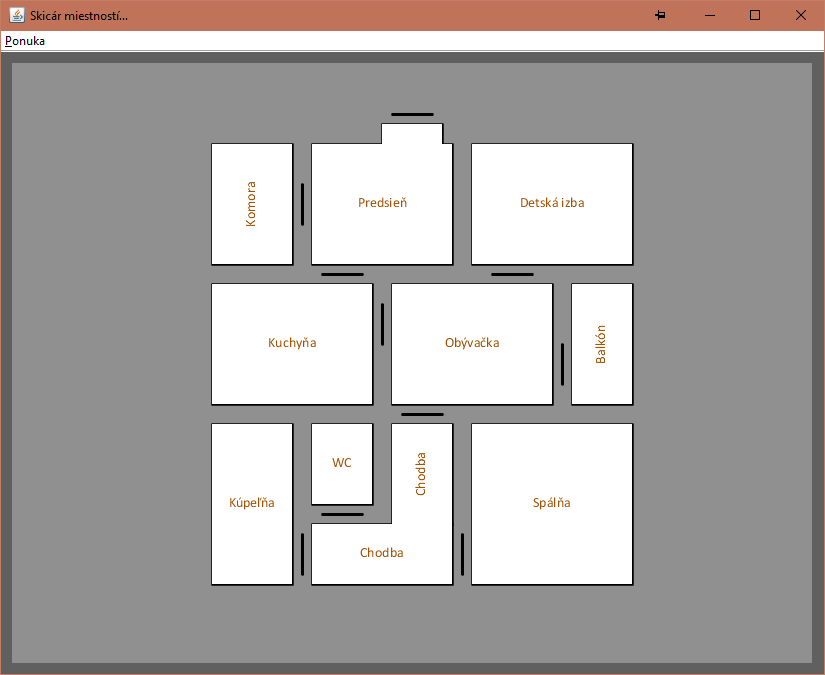 Skicár miestností...
Ponuka
Komora
Predsieň
Detská izba
Kuchyňa
Obývačka
Balkón
Kúpeľňa
WC
Chodba
Spálňa
Chodba